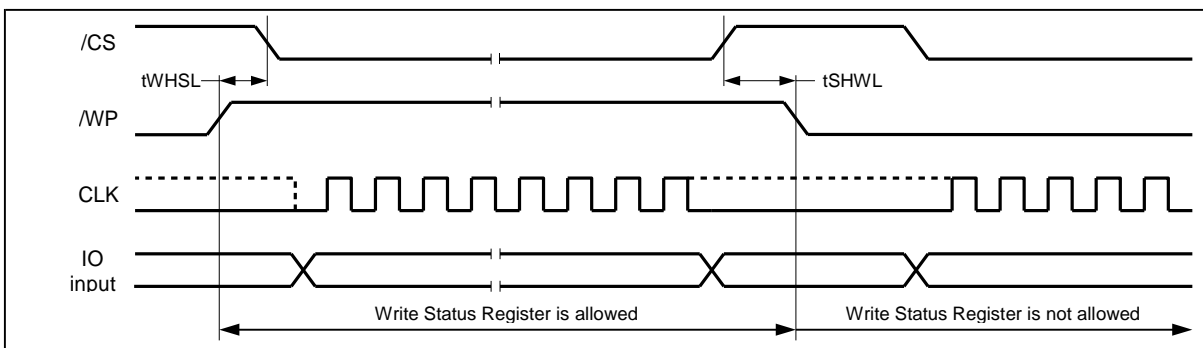 /CS
tWHSL
tSHWL
/WP
CLK
IO
input
Write Status Register is allowed
Write Status Register is not allowed